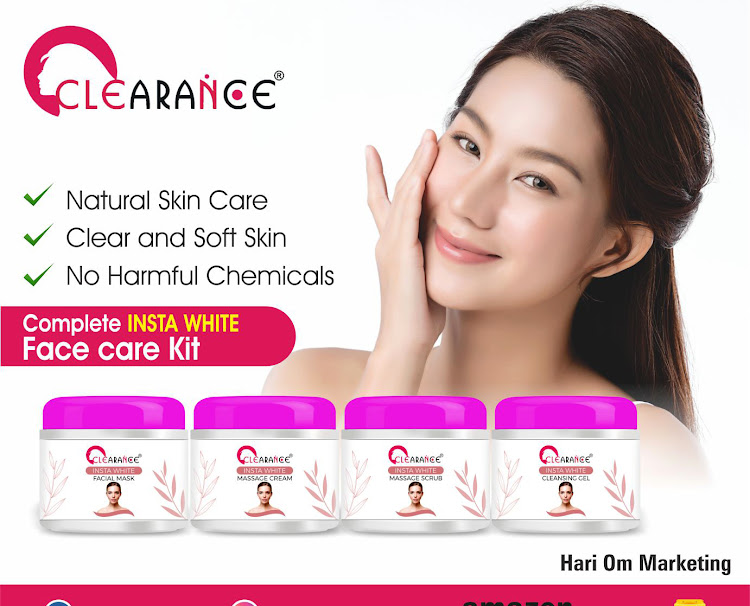 CLEARANCE®
Natural Skin Care
Clear and Soft Skin
No Harmful Chemicals
Complete INSTA WHITE
Face care Kit
CLEARANCE
INSTA WHITE
FACIAL MASK
CLEARANCE
INSTA WHITE
MASSAGE CREAM
CLEARANCE
INSTA WHITE
MASSAGE SCRUB
CLEARANCE
INSTA WHITE
CLEANSING GEL
Hari Om Marketing
amazon